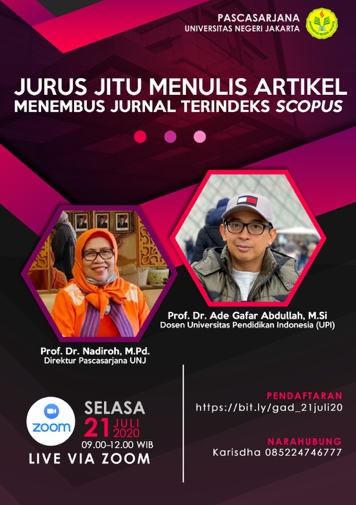 PASCASARJANA
UNIVERSITAS NEGERI JAKARTA
JURUS JITU MENULIS ARTIKEL
MENEMBUS JURNAL TERINDEKS SCOPUS
Prof. Dr. Ade Gafar Abdullah, M.Si
Dosen Universitas Pendidikan Indonesia (UPI)
Prof. Dr. Nadiroh, M.Pd.
Direktur Pascasarjana UNJ
zoom
SELASA
21 JULI
2020
09.00-12.00 WIB
LIVE VIA ZOOM
PENDAFTARAN
https://bit.ly/gad_21juli20
NARAHUBUNG
Karisdha 085224746777